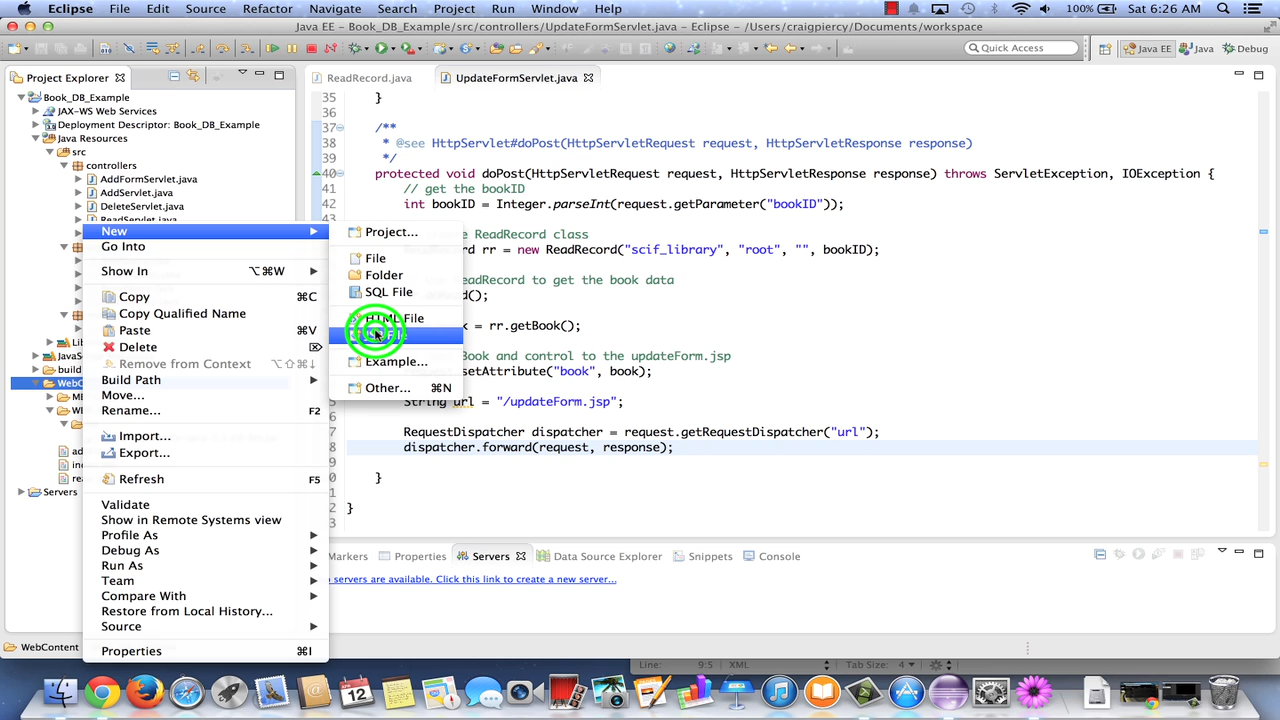 Eclipse File Edit Source Refactor Navigate Search Project Run Window Help 100% Sat 6:26 AM
Java EE - Book_DB_Example/src/controllers/UpdateFormServlet.java - Eclipse - /Users/craigpiercy/Documents/workspace
Quick Access Java EE Java Debug
Project Explorer ReadRecord.java UpdateFormServlet.java
Book_DB_Example
JAX-WS Web Services
Deployment Descriptor: Book_DB_Example
Java Resources
src
controllers
AddFormServlet.java
AddServlet.java
DeleteServlet.java
ReadServlet.java
Servers
35 }
36
37 /**
38 * @see HttpServlet#doPost(HttpServletRequest request, HttpServletResponse response)
39 */
40 protected void doPost(HttpServletRequest request, HttpServletResponse response) throws ServletException, IOException {
41 // get the bookID
42 int bookID = Integer.parseInt(request.getParameter("bookID"));
43
ReadRecord class
rr = new ReadRecord("scif_library", "root", "", bookID);
ReadRecord to get the book data
= rr.getBook();
Book and control to the updateForm.jsp
setAttribute("book", book);
String url = "/updateForm.jsp";
RequestDispatcher dispatcher = request.getRequestDispatcher("url");
dispatcher.forward(request, response);
}
}
New
Go Into
Show In ⌥⌘W
Copy ⌘C
Copy Qualified Name
Paste ⌘V
Delete ⌦
Remove from Context ⌥⇧⌘↓
Build Path
Move...
Rename... F2
Import...
Export...
Refresh F5
Validate
Show in Remote Systems view
Profile As
Debug As
Run As
Team
Compare With
Restore from Local History...
Source
Properties ⌘I
Project...
File
Folder
SQL File
HTML File
Example...
Other... ⌘N
Markers Properties Servers Data Source Explorer Snippets Console
servers are available. Click this link to create a new server...
WebContent
Line: 9:5 XML Tab Size: 4
APR
12